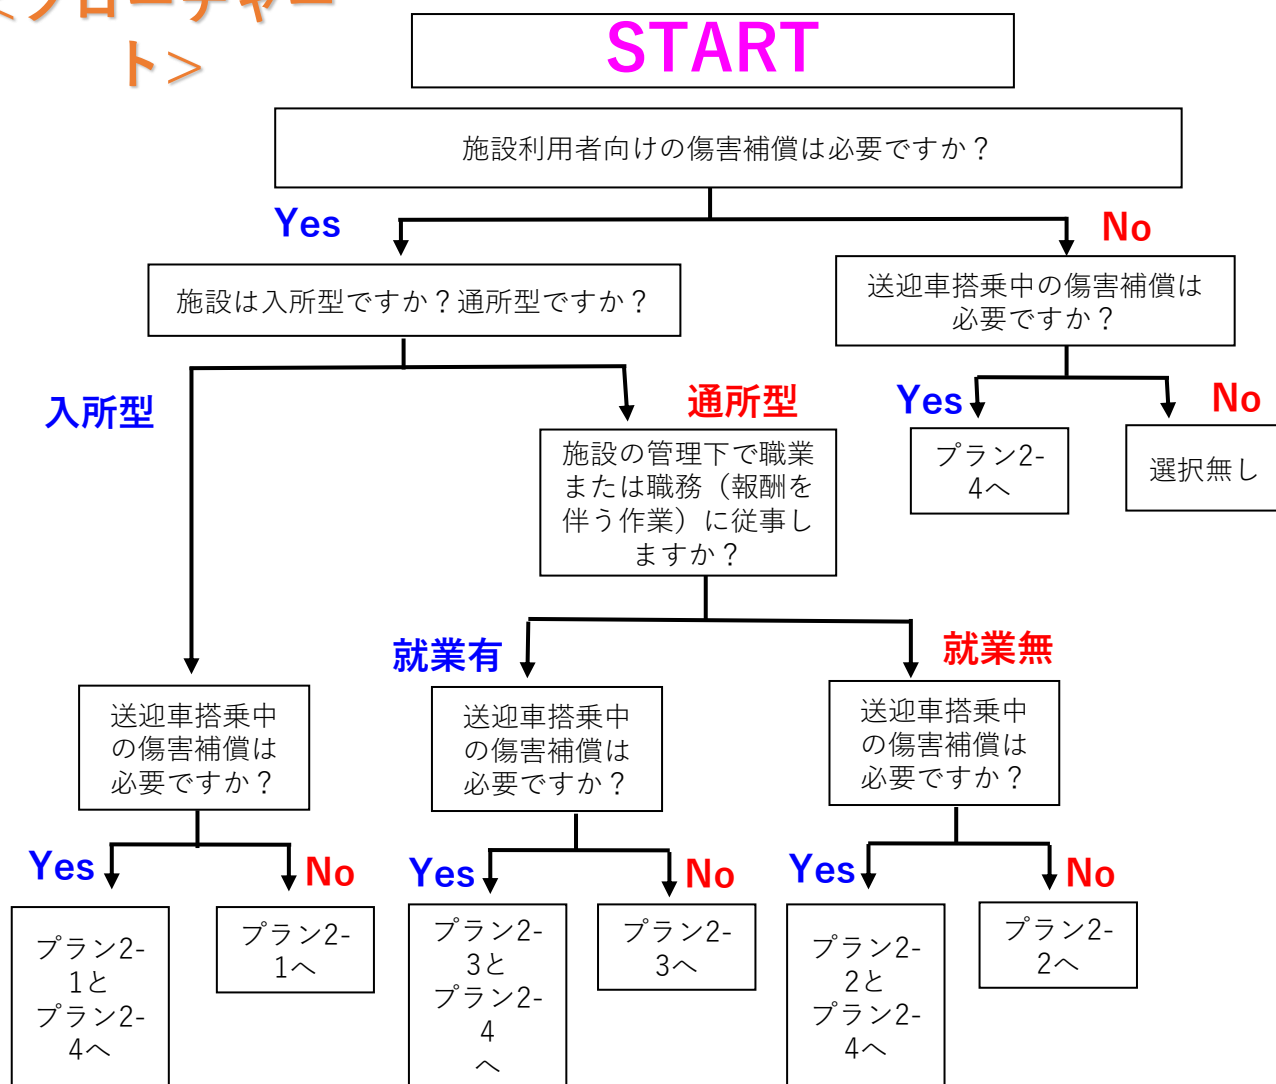 <フローチャー
ト>
START
施設利用者向けの傷害補償は必要ですか？
Yes
No
施設は入所型ですか？通所型ですか？
送迎車搭乗中の傷害補償は
必要ですか？
入所型
通所型
Yes
No
施設の管理下で職業
または職務（報酬を
伴う作業）に従事し
ますか？
プラン2-
4へ
選択無し
就業有
就業無
送迎車搭乗中
の傷害補償は
必要ですか？
送迎車搭乗中
の傷害補償は
必要ですか？
送迎車搭乗中
の傷害補償は
必要ですか？
Yes
No
Yes
No
Yes
No
プラン2-
1と
プラン2-
4へ
プラン2-
1へ
プラン2-
3と
プラン2-
4
へ
プラン2-
3へ
プラン2-
2と
プラン2-
4へ
プラン2-
2へ